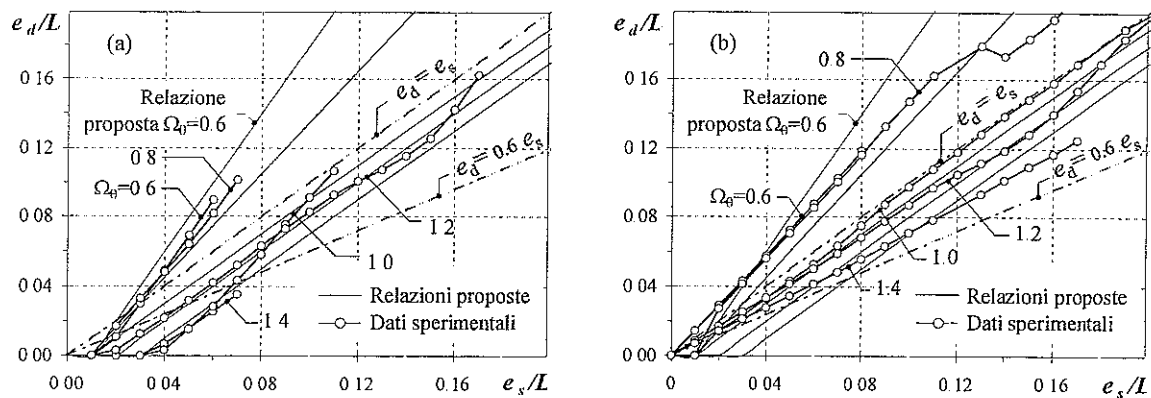 e_d/L
(a)
0 16
Relazione
proposta Ω_θ=0.6
0 12
0 8
Ω_θ=0 6
0 08
0 04
0 00
e_d=e_s
e_d=0.6 e_s
1 2
1 0
1 4
Relazioni proposte
Dati sperimentali
0 00
0 04
0 08
0.12
0.16
e_s/L
e_d/L
(b)
0.16
Relazione
proposta Ω_θ=0.6
0.12
0.8
Ω_θ=0.6
0.08
0 04
0 00
e_d=e_s
e_d=0.6 e_s
1.2
1.0
1.4
Relazioni proposte
Dati sperimentali
0
0 04
0 08
0.12
0 16
e_s/L